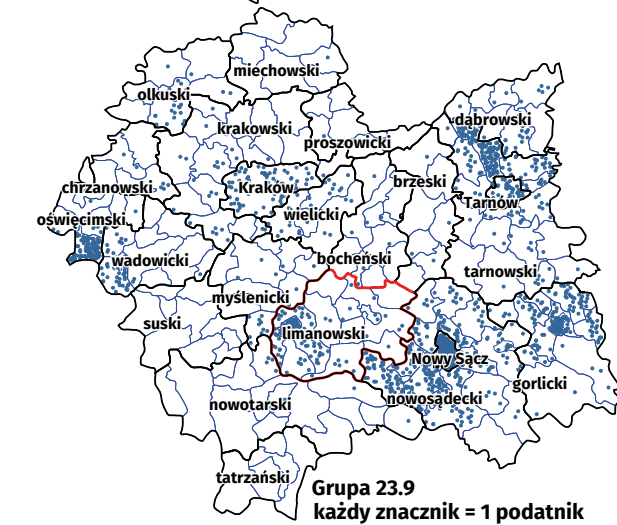 miechowski
olkuski
dąbrowski
krakowski
proszowicki
chrzanowski
Kraków
brzeski
Tarnów
oświęcimski
wielicki
wadowicki
bocheński
tarnowski
myślenicki
suski
limanowski
Nowy Sącz
gorlicki
nowotarski
nowosądecki
tatrzański
Grupa 23.9
każdy znacznik = 1 podatnik